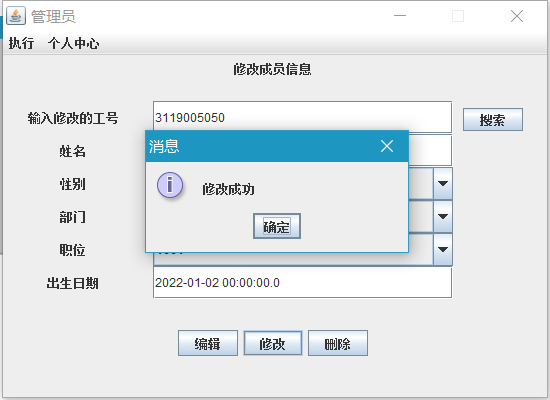 管理员
执行 个人中心
修改成员信息
输入修改的工号 3119005050 搜索
消息
姓名
性别
修改成功
部门
确定
职位
出生日期 2022-01-02 00:00:00.0
编辑 修改 删除